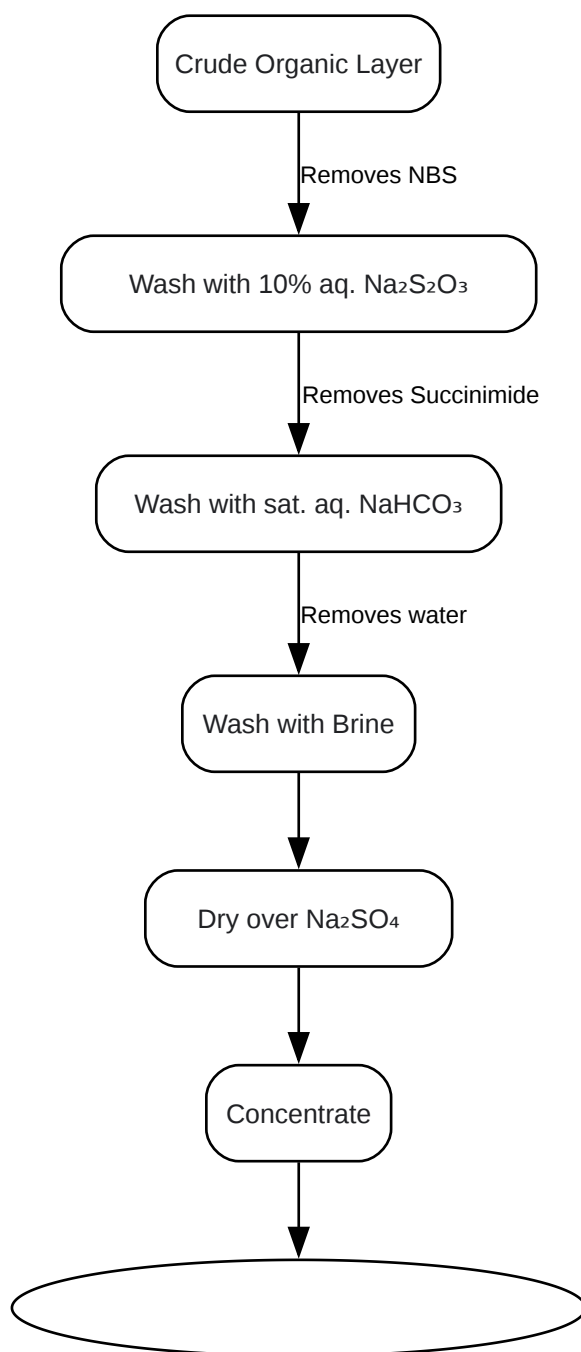 Crude Organic Layer
Removes NBS
Wash with 10% aq. Na₂S₂O₃
Removes Succinimide
Wash with sat. aq. NaHCO₃
Removes water
Wash with Brine
Dry over Na₂SO₄
Concentrate